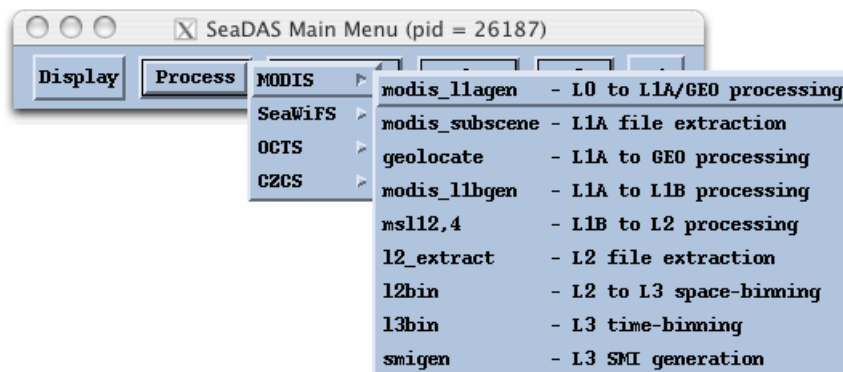 SeaDAS Main Menu (pid = 26187)
Display Process
MODIS
SeaWiFS
OCTS
CZCS
modis_l1agen - L0 to L1A/GEO processing
modis_subscene - L1A file extraction
geolocate - L1A to GEO processing
modis_l1bgen - L1A to L1B processing
msl12,4 - L1B to L2 processing
l2_extract - L2 file extraction
l2bin - L2 to L3 space-binning
l3bin - L3 time-binning
smigen - L3 SMI generation